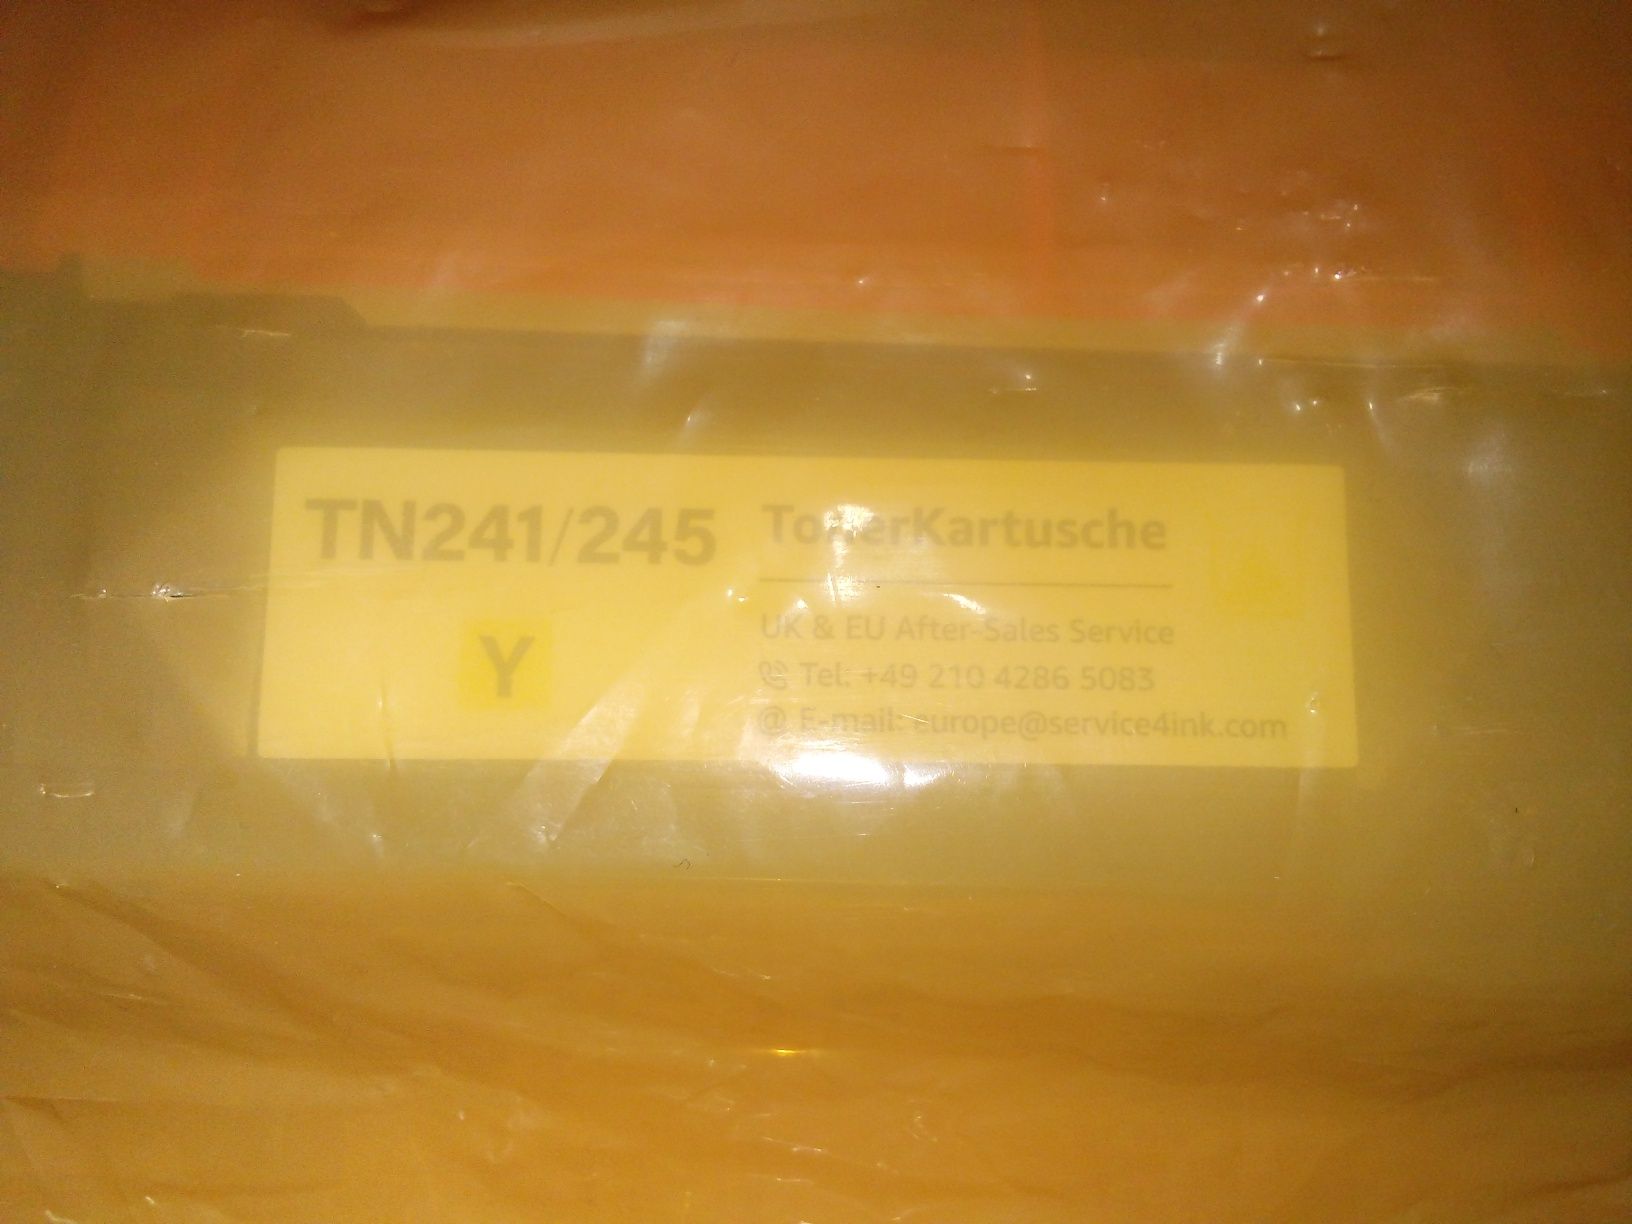 TN241/245
Y
TonerKartusche
UK & EU After-Sales Service
Tel: +49 210 4286 5083
@ E-mail: europe@service4ink.com